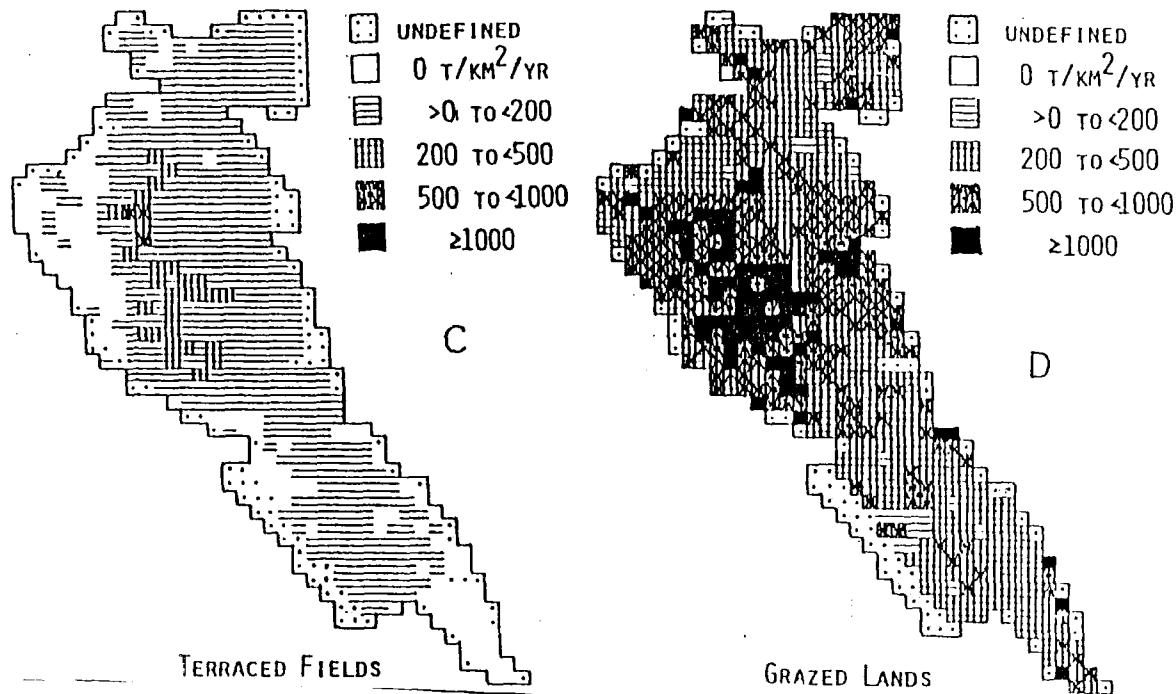 UNDEFINED
0 T/KM²/YR
>0 TO <200
200 TO <500
500 TO <1000
≥1000
C
TERRACED FIELDS
UNDEFINED
0 T/KM²/YR
>0 TO <200
200 TO <500
500 TO <1000
≥1000
D
GRAZED LANDS